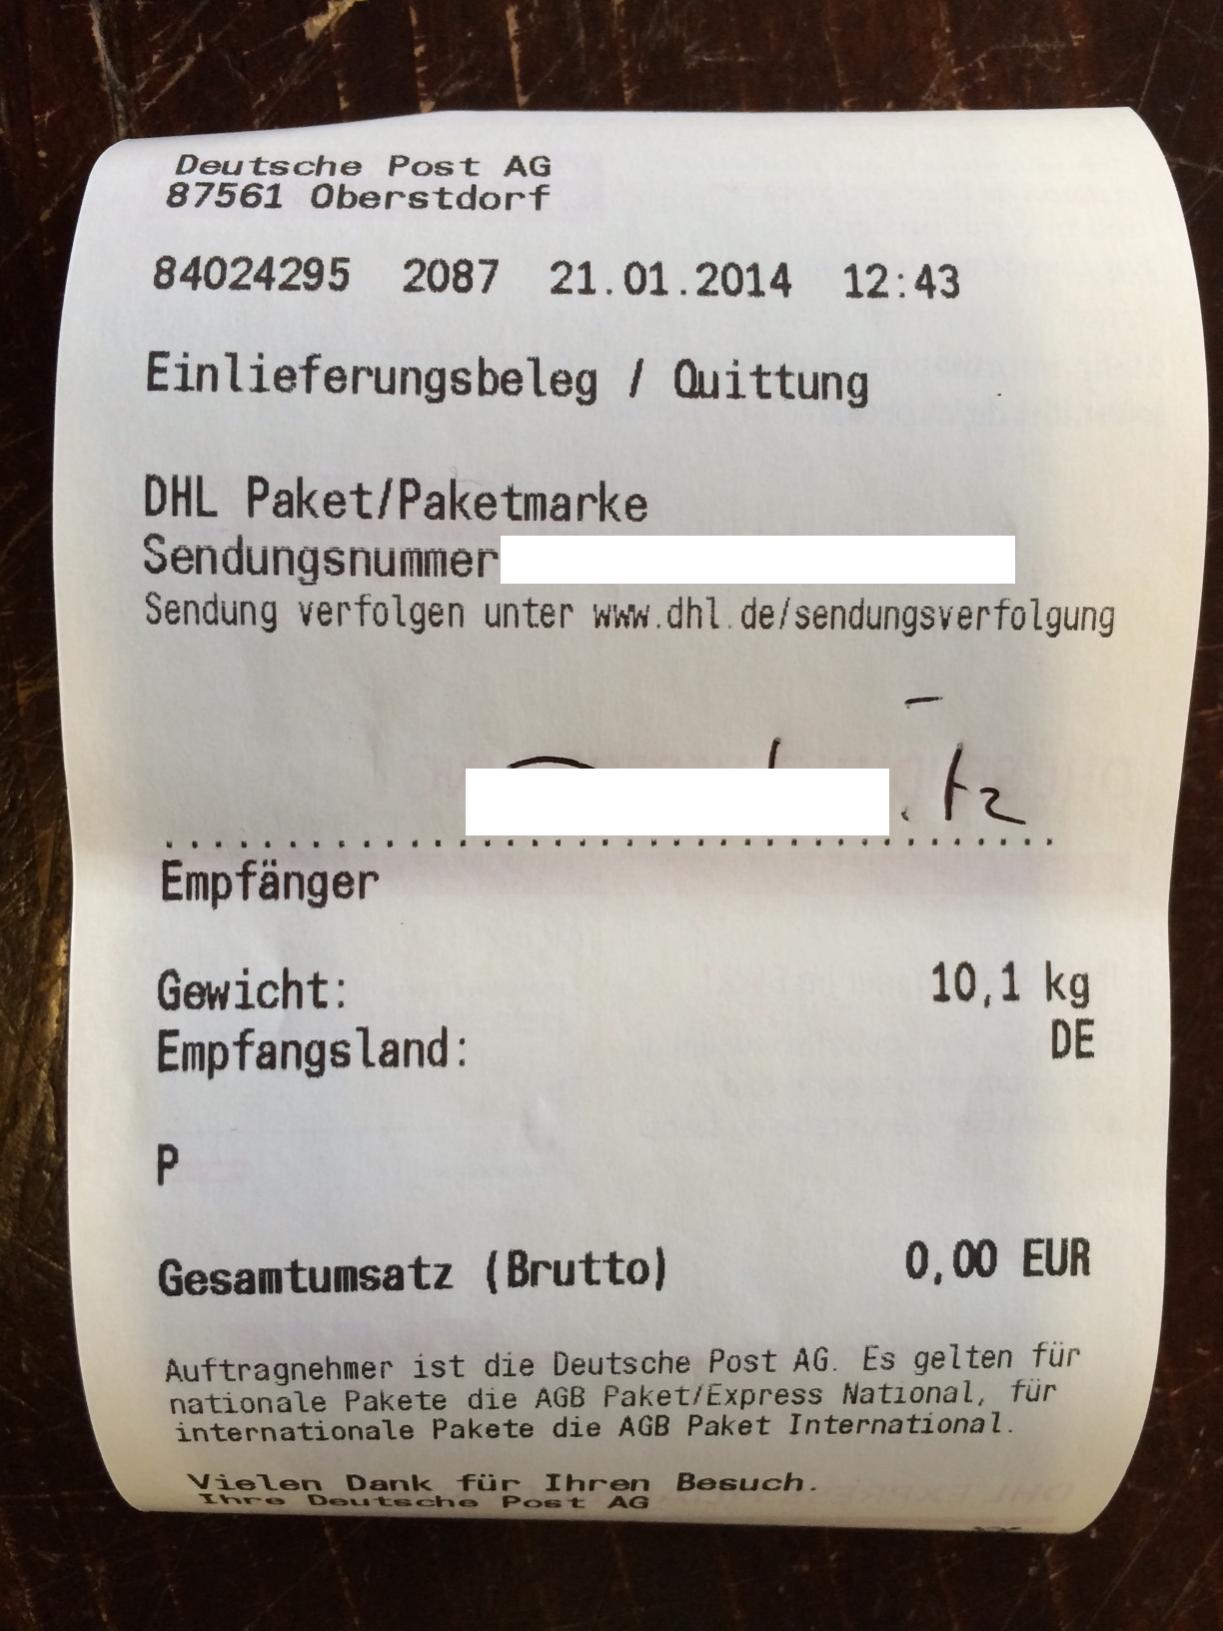 Deutsche Post AG
87561 Oberstdorf
84024295 2087 21.01.2014 12:43
Einlieferungsbeleg / Quittung
DHL Paket/Paketmarke
Sendungsnummer
Sendung verfolgen unter www.dhl.de/sendungsverfolgung
Empfänger
Gewicht: 10,1 kg
Empfangsland: DE
P
Gesamtumsatz (Brutto) 0,00 EUR
Auftragnehmer ist die Deutsche Post AG. Es gelten für
nationale Pakete die AGB Paket/Express National, für
internationale Pakete die AGB Paket International.
Vielen Dank für Ihren Besuch.
Ihre Deutsche Post AG